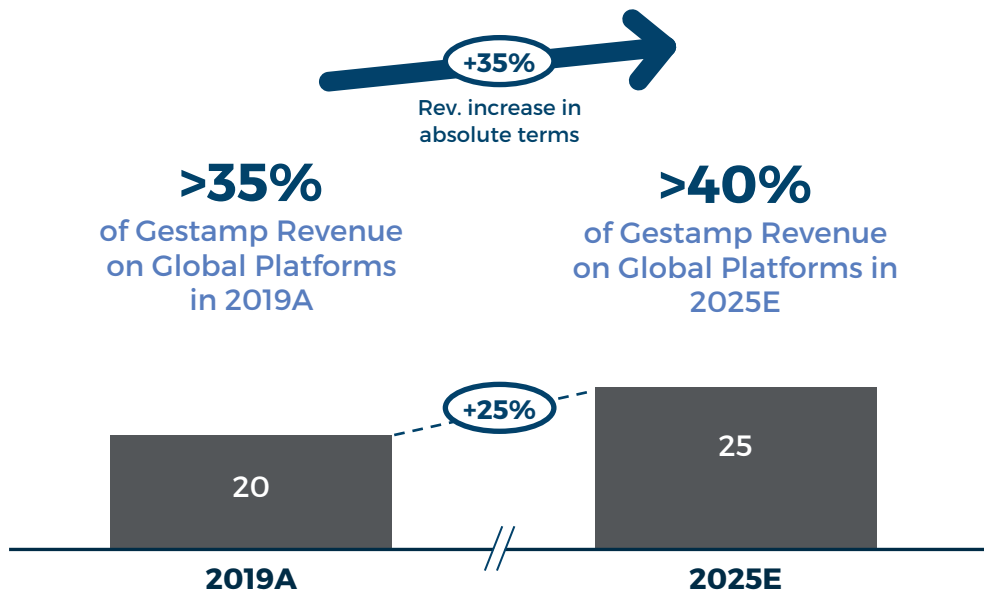 +35%
Rev. increase in
absolute terms
>35%
of Gestamp Revenue
on Global Platforms
in 2019A
>40%
of Gestamp Revenue
on Global Platforms in
2025E
+25%
20
25
2019A
2025E